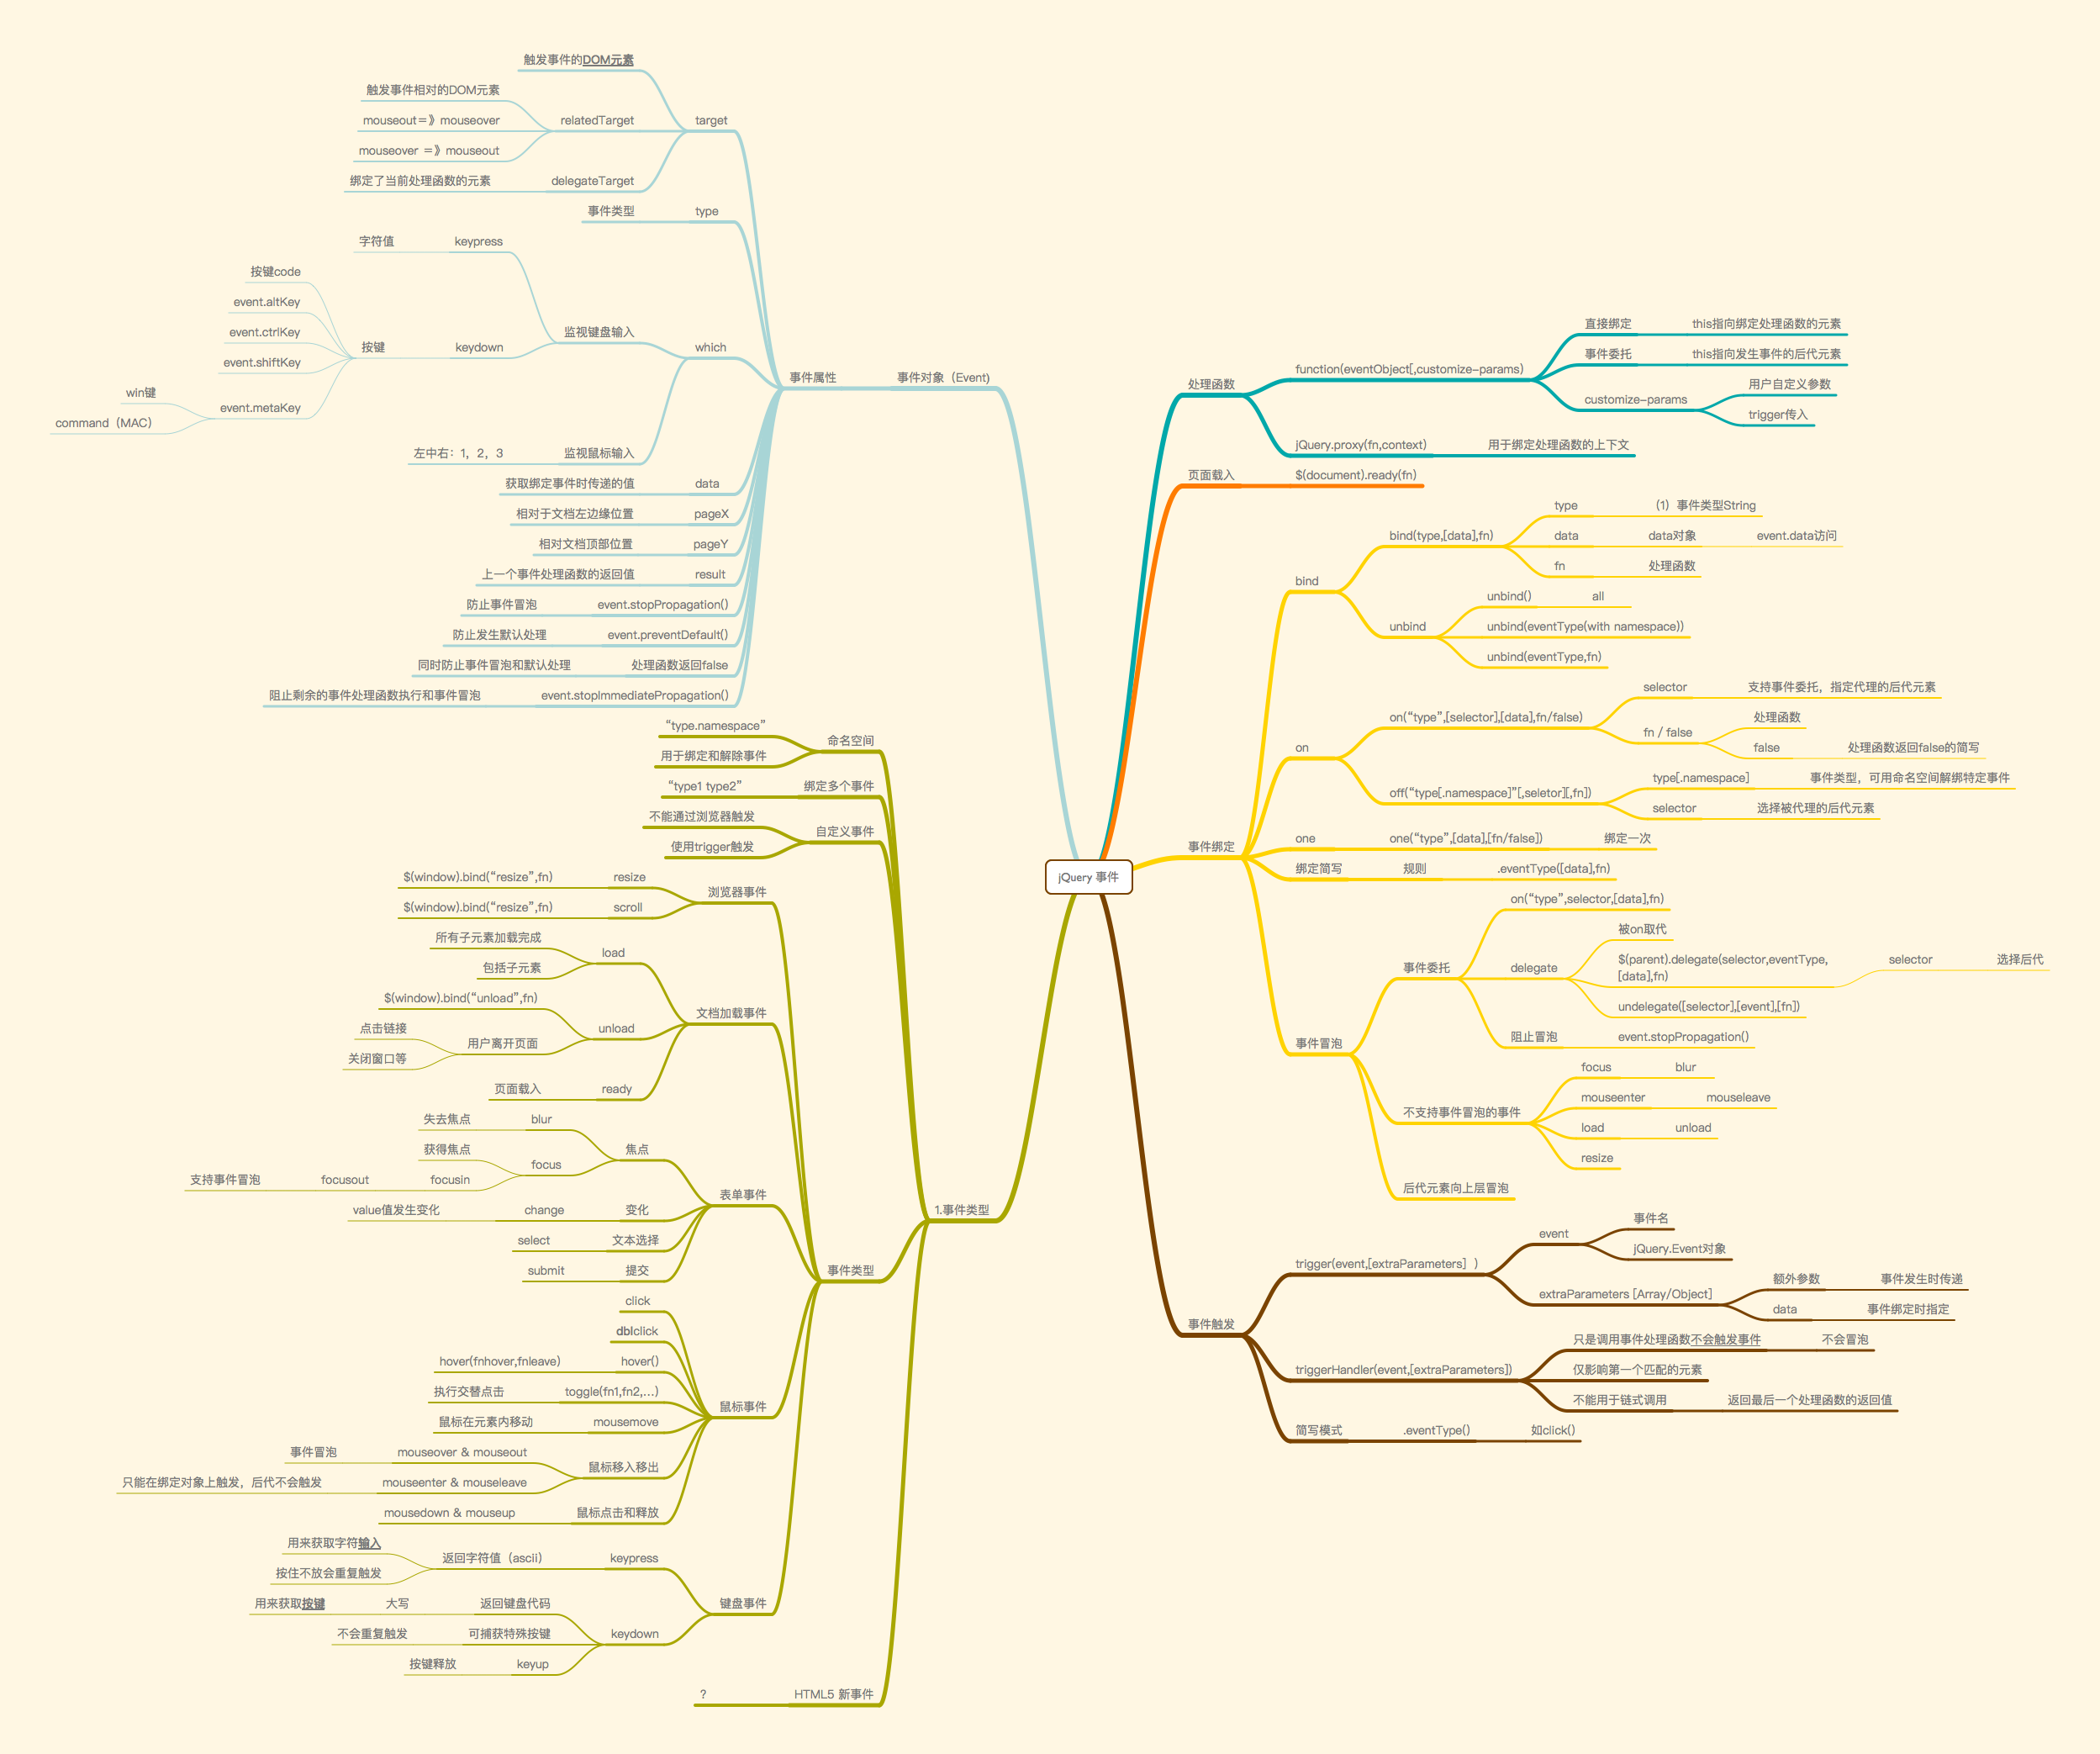 jQuery 事件
事件对象（Event)
事件属性
target
触发事件的DOM元素
relatedTarget
触发事件相对的DOM元素
mouseout＝》mouseover
mouseover ＝》mouseout
delegateTarget
绑定了当前处理函数的元素
type
事件类型
which
监视键盘输入
keypress
字符值
keydown
按键
按键code
event.altKey
event.ctrlKey
event.shiftKey
event.metaKey
win键
command（MAC）
监视鼠标输入
左中右：1，2，3
data
获取绑定事件时传递的值
pageX
相对于文档左边缘位置
pageY
相对文档顶部位置
result
上一个事件处理函数的返回值
event.stopPropagation()
防止事件冒泡
event.preventDefault()
防止发生默认处理
处理函数返回false
同时防止事件冒泡和默认处理
event.stopImmediatePropagation()
阻止剩余的事件处理函数执行和事件冒泡
1.事件类型
命名空间
“type.namespace”
用于绑定和解除事件
绑定多个事件
“type1 type2”
自定义事件
不能通过浏览器触发
使用trigger触发
事件类型
浏览器事件
resize
$(window).bind(“resize”,fn)
scroll
$(window).bind(“resize”,fn)
文档加载事件
load
所有子元素加载完成
包括子元素
unload
$(window).bind(“unload”,fn)
用户离开页面
点击链接
关闭窗口等
ready
页面载入
表单事件
焦点
blur
失去焦点
focus
获得焦点
focusin
focusout
支持事件冒泡
变化
change
value值发生变化
文本选择
select
提交
submit
鼠标事件
click
dblclick
hover()
hover(fnhover,fnleave)
toggle(fn1,fn2,...)
执行交替点击
mousemove
鼠标在元素内移动
鼠标移入移出
mouseover & mouseout
事件冒泡
mouseenter & mouseleave
只能在绑定对象上触发，后代不会触发
鼠标点击和释放
mousedown & mouseup
键盘事件
keypress
返回字符值（ascii）
用来获取字符输入
按住不放会重复触发
keydown
返回键盘代码
大写
用来获取按键
可捕获特殊按键
不会重复触发
keyup
按键释放
HTML5 新事件
?
处理函数
function(eventObject[,customize-params)
直接绑定
this指向绑定处理函数的元素
事件委托
this指向发生事件的后代元素
customize-params
用户自定义参数
trigger传入
jQuery.proxy(fn,context)
用于绑定处理函数的上下文
页面载入
$(document).ready(fn)
事件绑定
bind
bind(type,[data],fn)
type
（1）事件类型String
data
data对象
event.data访问
fn
处理函数
unbind
unbind()
all
unbind(eventType(with namespace))
unbind(eventType,fn)
on
on(“type”,[selector],[data],fn/false)
selector
支持事件委托，指定代理的后代元素
fn / false
处理函数
false
处理函数返回false的简写
off(“type[.namespace]”[,seletor][,fn])
type[.namespace]
事件类型，可用命名空间解绑特定事件
selector
选择被代理的后代元素
one
one(“type”,[data],[fn/false])
绑定一次
绑定简写
规则
.eventType([data],fn)
事件冒泡
事件委托
on(“type”,selector,[data],fn)
delegate
被on取代
$(parent).delegate(selector,eventType,
[data],fn)
selector
选择后代
undelegate([selector],[event],[fn])
阻止冒泡
event.stopPropagation()
不支持事件冒泡的事件
focus
blur
mouseenter
mouseleave
load
unload
resize
后代元素向上层冒泡
事件触发
trigger(event,[extraParameters］)
event
事件名
jQuery.Event对象
extraParameters [Array/Object]
额外参数
事件发生时传递
data
事件绑定时指定
triggerHandler(event,[extraParameters])
只是调用事件处理函数不会触发事件
不会冒泡
仅影响第一个匹配的元素
不能用于链式调用
返回最后一个处理函数的返回值
简写模式
.eventType()
如click()